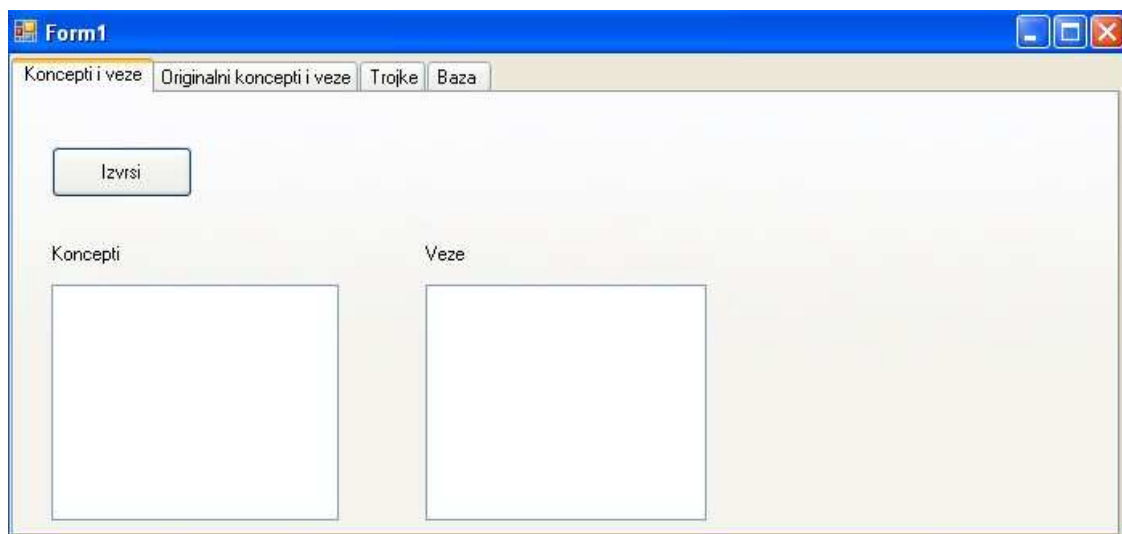 Form1
Koncepti i veze Originalni koncepti i veze Trojke Baza
Izvrsi
Koncepti Veze